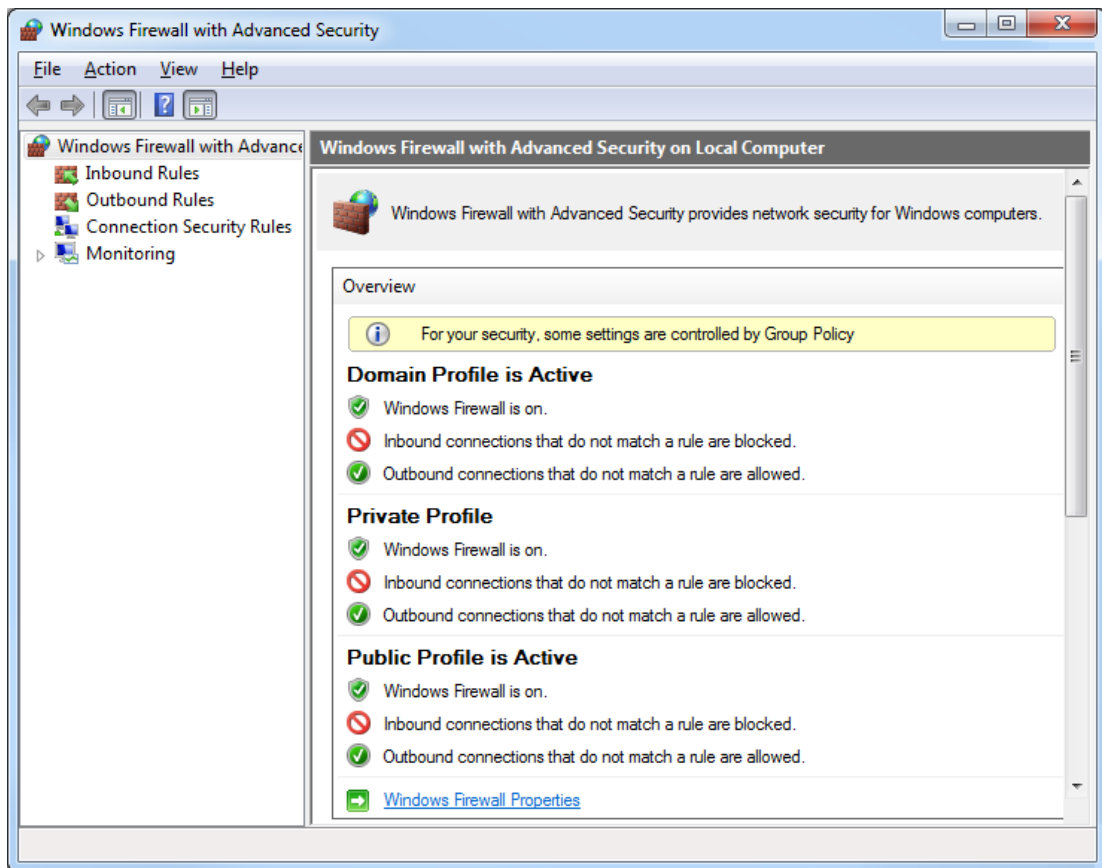 Windows Firewall with Advanced Security
File Action View Help
Windows Firewall with Advance
Inbound Rules
Outbound Rules
Connection Security Rules
Monitoring
Windows Firewall with Advanced Security on Local Computer
Windows Firewall with Advanced Security provides network security for Windows computers.
Overview
For your security, some settings are controlled by Group Policy
Domain Profile is Active
Windows Firewall is on.
Inbound connections that do not match a rule are blocked.
Outbound connections that do not match a rule are allowed.
Private Profile
Windows Firewall is on.
Inbound connections that do not match a rule are blocked.
Outbound connections that do not match a rule are allowed.
Public Profile is Active
Windows Firewall is on.
Inbound connections that do not match a rule are blocked.
Outbound connections that do not match a rule are allowed.
Windows Firewall Properties